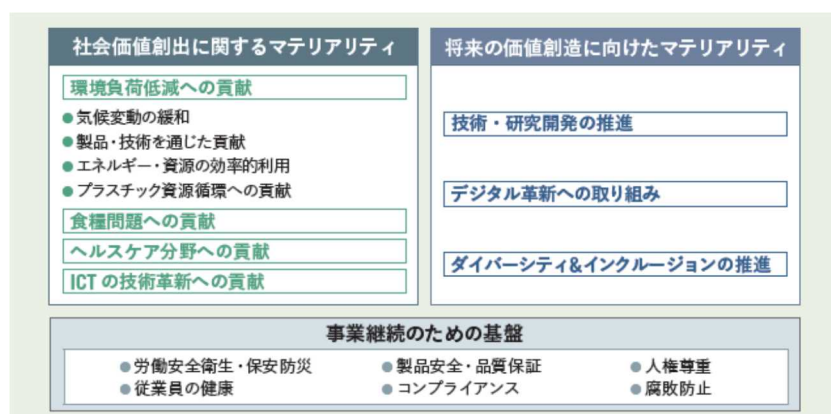 社会価値創出に関するマテリアリティ
環境負荷低減への貢献
●気候変動の緩和
●製品・技術を通じた貢献
●エネルギー・資源の効率的利用
●プラスチック資源循環への貢献
食糧問題への貢献
ヘルスケア分野への貢献
ICTの技術革新への貢献
将来の価値創造に向けたマテリアリティ
技術・研究開発の推進
デジタル革新への取り組み
ダイバーシティ&インクルージョンの推進
事業継続のための基盤
●労働安全衛生・保安防災 ●製品安全・品質保証 ●人権尊重
●従業員の健康 ●コンプライアンス ●腐敗防止